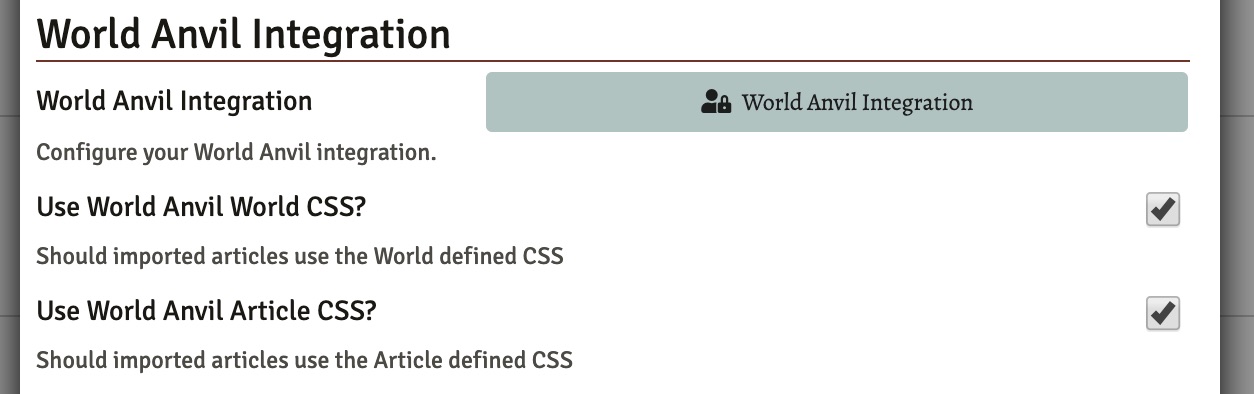 World Anvil Integration
World Anvil Integration
World Anvil Integration
Configure your World Anvil integration.
Use World Anvil World CSS?
Should imported articles use the World defined CSS
Use World Anvil Article CSS?
Should imported articles use the Article defined CSS